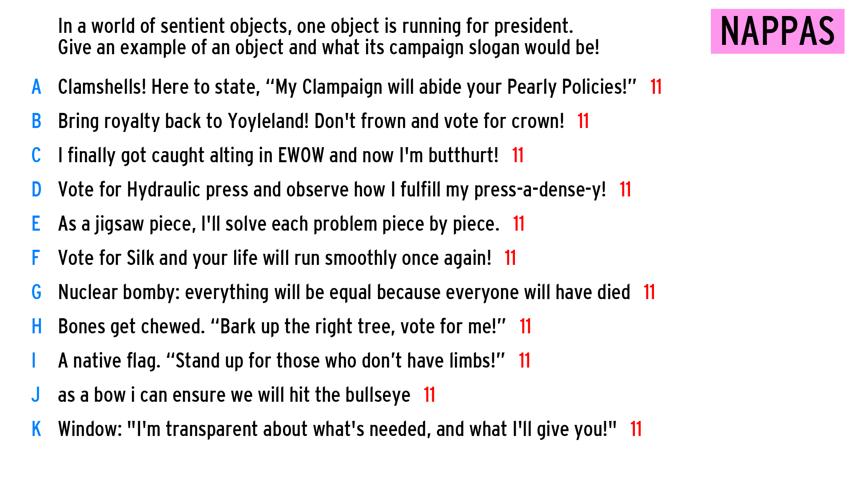 In a world of sentient objects, one object is running for president.
Give an example of an object and what its campaign slogan would be!
NAPPAS
A Clamshells! Here to state, “My Clampaign will abide your Pearly Policies!” 11
B Bring royalty back to Yoyleland! Don't frown and vote for crown! 11
C I finally got caught alting in EWOW and now I'm butthurt! 11
D Vote for Hydraulic press and observe how I fulfill my press-a-dense-y! 11
E As a jigsaw piece, I'll solve each problem piece by piece. 11
F Vote for Silk and your life will run smoothly once again! 11
G Nuclear bomby: everything will be equal because everyone will have died 11
H Bones get chewed. “Bark up the right tree, vote for me!” 11
I A native flag. “Stand up for those who don’t have limbs!” 11
J as a bow i can ensure we will hit the bullseye 11
K Window: "I'm transparent about what's needed, and what I'll give you!" 11